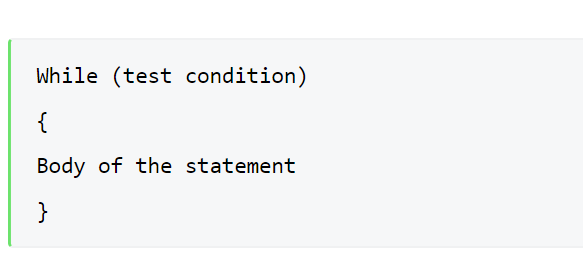 While (test condition)
{
Body of the statement
}